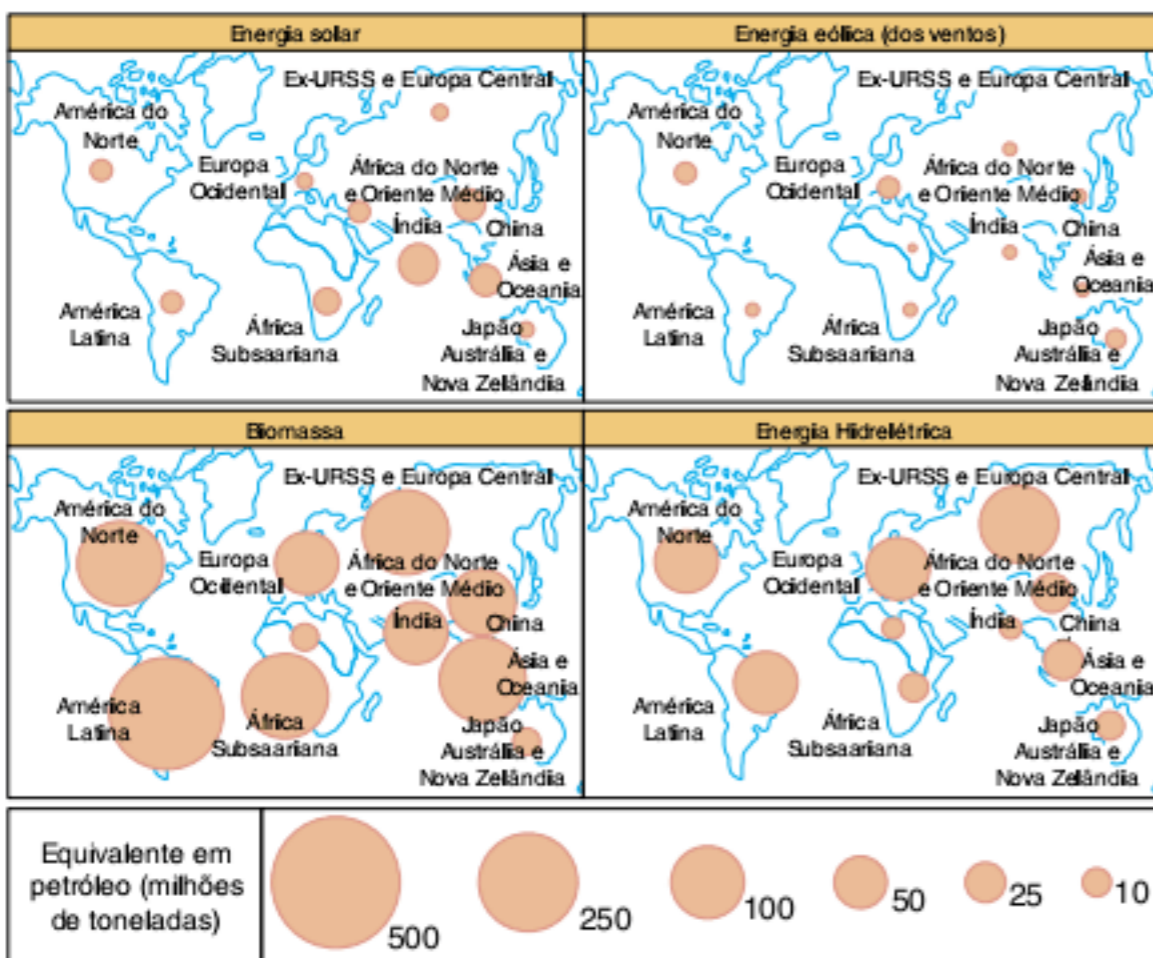 Energia solar
Ex-URSS e Europa Central
América do
Norte
Europa
Ocidental
África do Norte
e Oriente Médio
Índia
China
Ásia e
Oceania
América
Latina
África
Subsaariana
Japão
Austrália e
Nova Zelândia
Energia eólica (dos ventos)
Ex-URSS e Europa Central
América do
Norte
Europa
Ocidental
África do Norte
e Oriente Médio
Índia
China
Ásia e
Oceania
América
Latina
África
Subsaariana
Japão
Austrália e
Nova Zelândia
Biomassa
Ex-URSS e Europa Central
América do
Norte
Europa
Ocidental
África do Norte
e Oriente Médio
Índia
China
Ásia e
Oceania
América
Latina
África
Subsaariana
Japão
Austrália e
Nova Zelândia
Energia Hidrelétrica
Ex-URSS e Europa Central
América do
Norte
Europa
Ocidental
África do Norte
e Oriente Médio
Índia
China
Ásia e
Oceania
América
Latina
África
Subsaariana
Japão
Austrália e
Nova Zelândia
Equivalente em
petróleo (milhões
de toneladas)
500
250
100
50
25
10